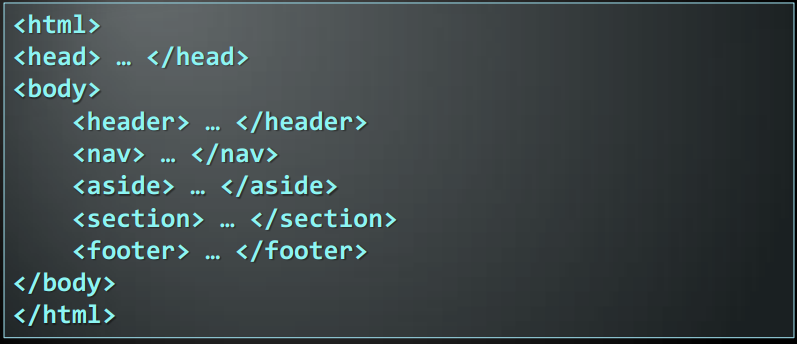 <html>
<head> … </head>
<body>
    <header> … </header>
    <nav> … </nav>
    <aside> … </aside>
    <section> … </section>
    <footer> … </footer>
</body>
</html>